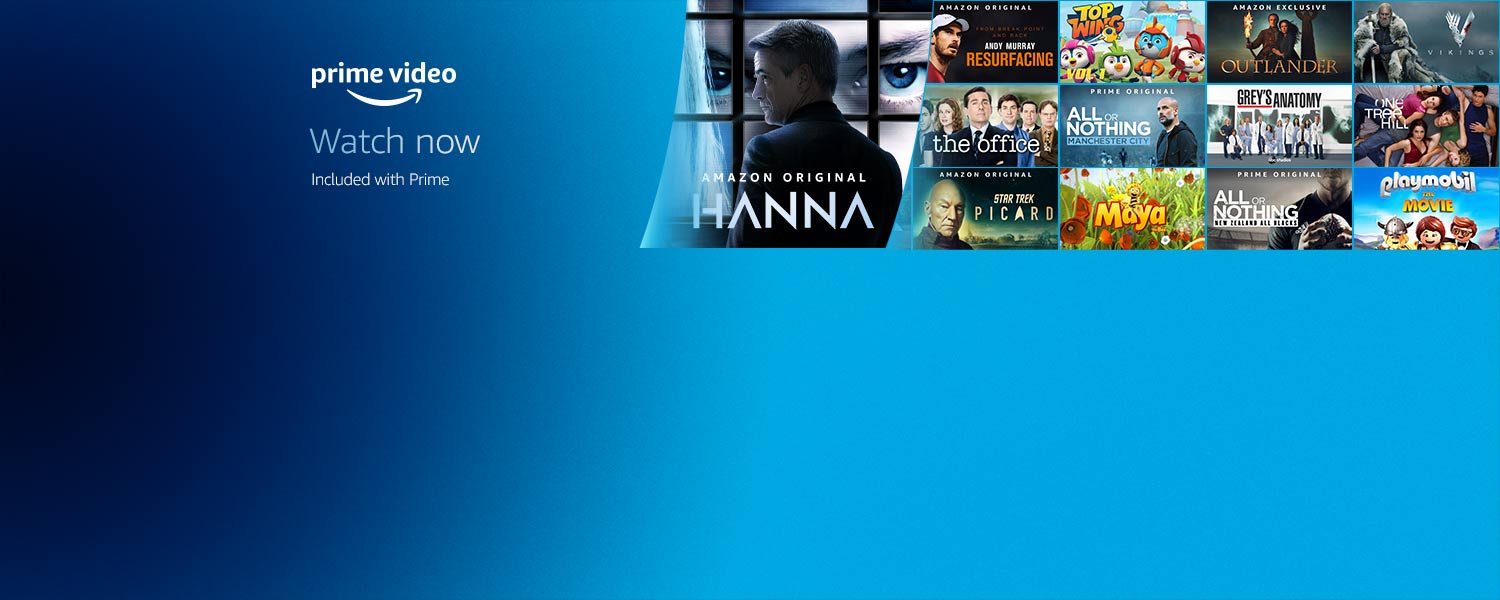 prime video
Watch now
Included with Prime
AMAZON ORIGINAL
HANNA
AMAZON ORIGINAL
FROM BREAK POINT
AND BACK
ANDY MURRAY
RESURFACING
TOP
WING
VOL 1
AMAZON EXCLUSIVE
OUTLANDER
VIKINGS
the office
PRIME ORIGINAL
ALL OR
NOTHING
MANCHESTER CITY
GREY'S ANATOMY
abc studios
ONE
TREE
HILL
AMAZON ORIGINAL
STAR TREK
PICARD
Maya
PRIME ORIGINAL
ALL OR
NOTHING
NEW ZEALAND ALL BLACKS
playmobil
THE
MOVIE